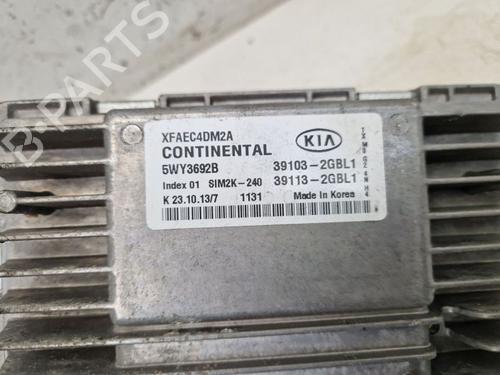 B-PARTS
XFAEC4DM2A
CONTINENTAL
KIA
5WY3692B
39103-2GBL1
Index 01 SIM2K-240
39113-2GBL1
K 23.10.13/7 1131 Made in Korea